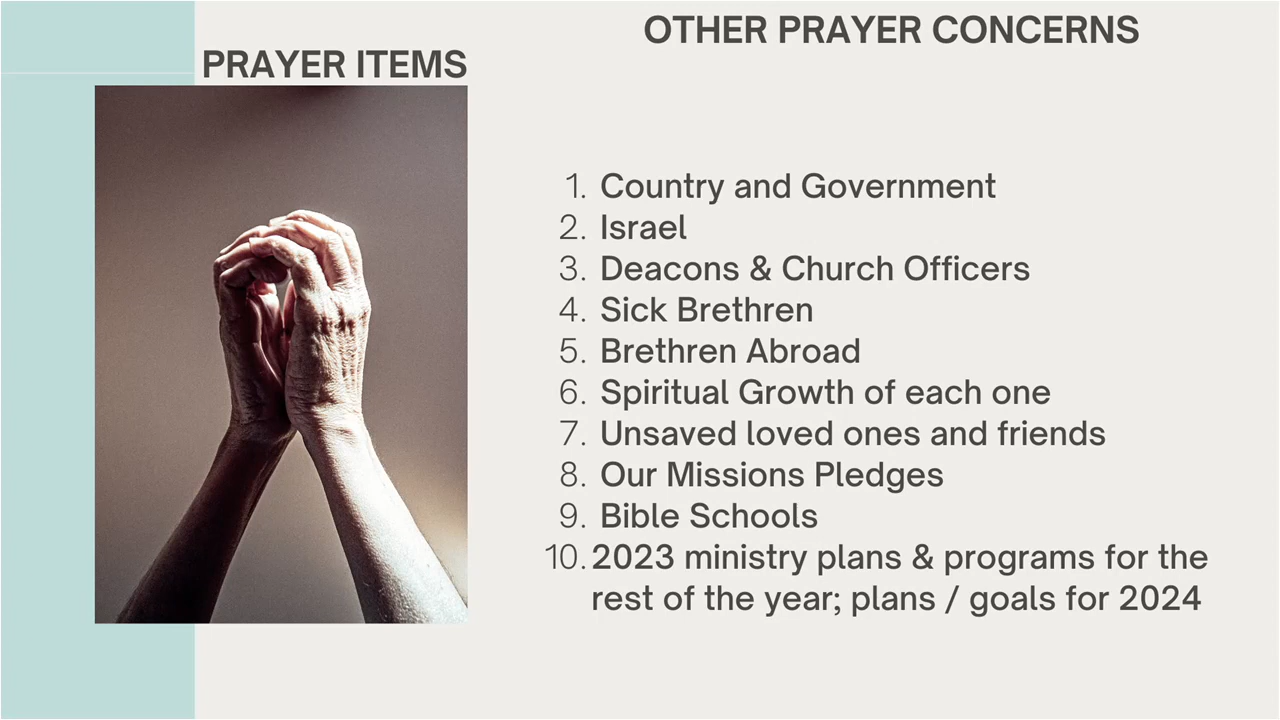 PRAYER ITEMS
OTHER PRAYER CONCERNS
1. Country and Government
2. Israel
3. Deacons & Church Officers
4. Sick Brethren
5. Brethren Abroad
6. Spiritual Growth of each one
7. Unsaved loved ones and friends
8. Our Missions Pledges
9. Bible Schools
10. 2023 ministry plans & programs for the
rest of the year; plans / goals for 2024